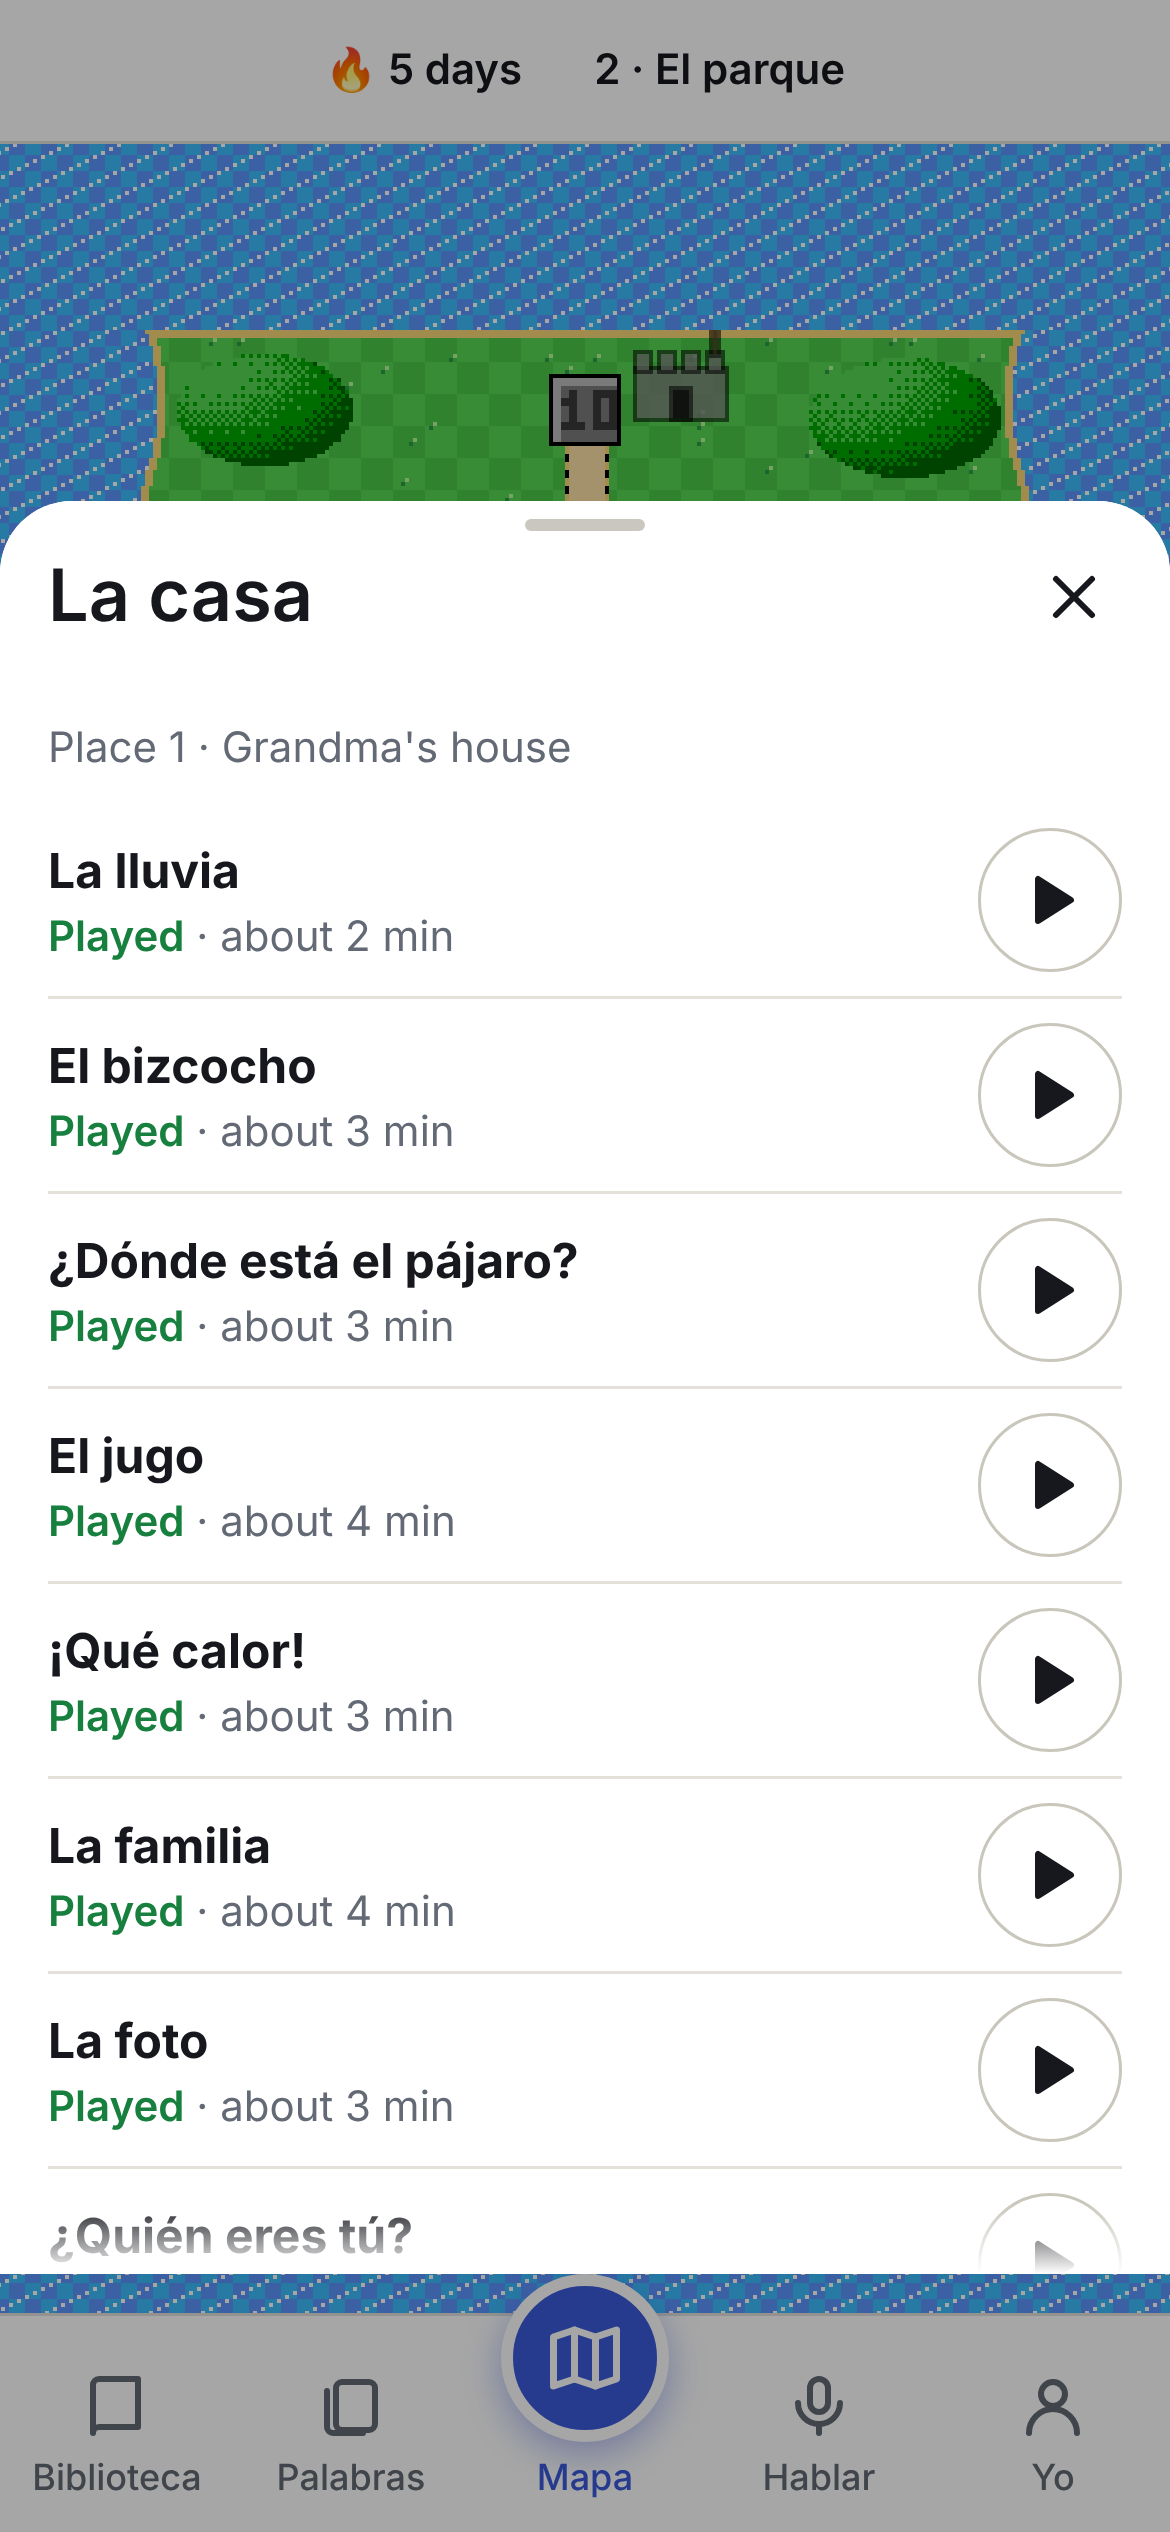 🔥 5 days 2 · El parque
10
La casa
Place 1 · Grandma's house
La lluvia
Played · about 2 min
El bizcocho
Played · about 3 min
¿Dónde está el pájaro?
Played · about 3 min
El jugo
Played · about 4 min
¡Qué calor!
Played · about 3 min
La familia
Played · about 4 min
La foto
Played · about 3 min
¿Quién eres tú?
Biblioteca Palabras Mapa Hablar Yo